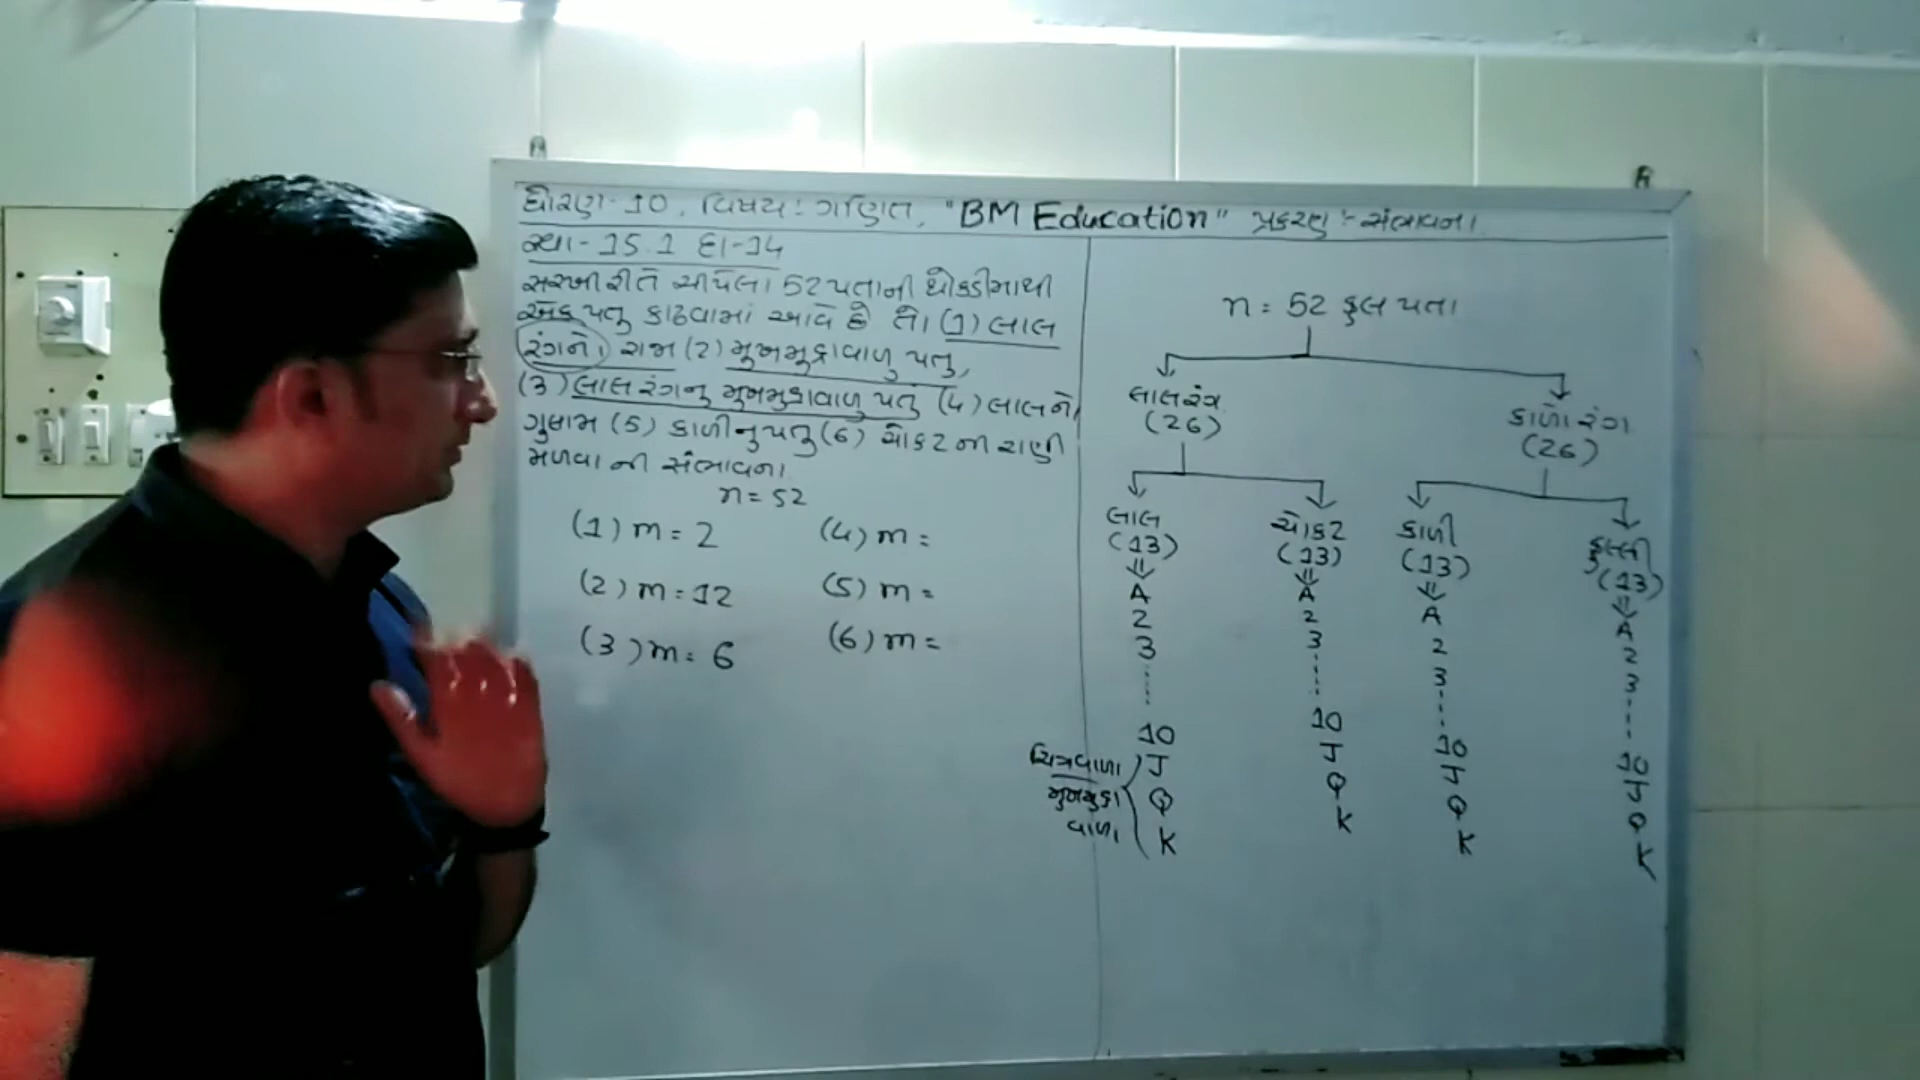 ધોરણ-10, વિષય: ગણિત, "BM Education" પ્રકરણ:- સંભાવના
સ્વા-15.1 દા-14
સરખી રીતે ચીપેલા 52 પતાની થોકડીમાથી
એક પતુ કાઢવામાં આવે છે તો (1) લાલ
રંગનો રાજા (2) મુખમુદ્રાવાળુ પતુ,
(3) લાલ રંગનુ મુખમુદ્રાવાળુ પતુ (4) લાલનો
ગુલામ (5) કાળીનુ પતુ (6) ચોકટ ની રાણી
મળવા ની સંભાવના
n = 52
(1) m = 2
(2) m = 12
(3) m = 6
(4) m =
(5) m =
(6) m =
n = 52 કુલ પતા
લાલ રંગ
(26)
કાળો રંગ
(26)
લાલ
(13)
A
2
3
10
J
Q
K
ચિત્રવાળા
મુખમુદ્રા
વાળા
ચોકટ
(13)
A
2
3
10
J
Q
K
કાળી
(13)
A
2
3
10
J
Q
K
ફુલ્લી
(13)
A
2
3
10
J
Q
K